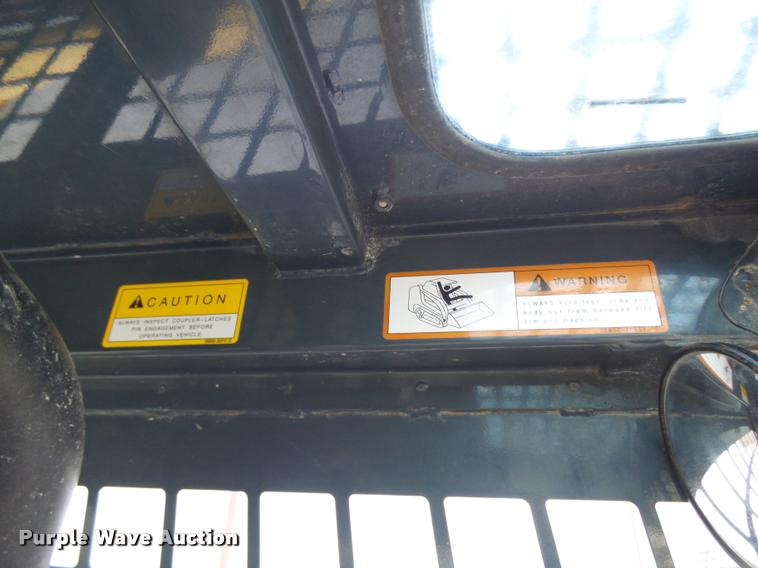 CAUTION
ALWAYS INSPECT COUPLER-LATCHES
PIN ENGAGEMENT BEFORE
OPERATING VEHICLE
WARNING
ALWAYS keep legs, arms and
body out from between lift
arm and machine.
Purple Wave Auction